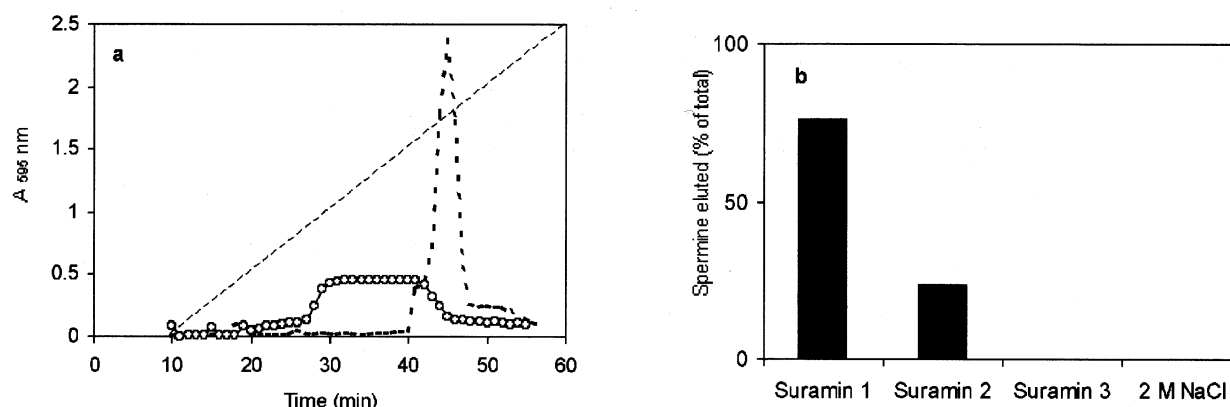 a
2.5
2
1.5
1
0.5
0
A 595 nm
0 10 20 30 40 50 60
Time (min)
b
100
50
0
Spermine eluted (% of total)
Suramin 1 Suramin 2 Suramin 3 2 M NaCl